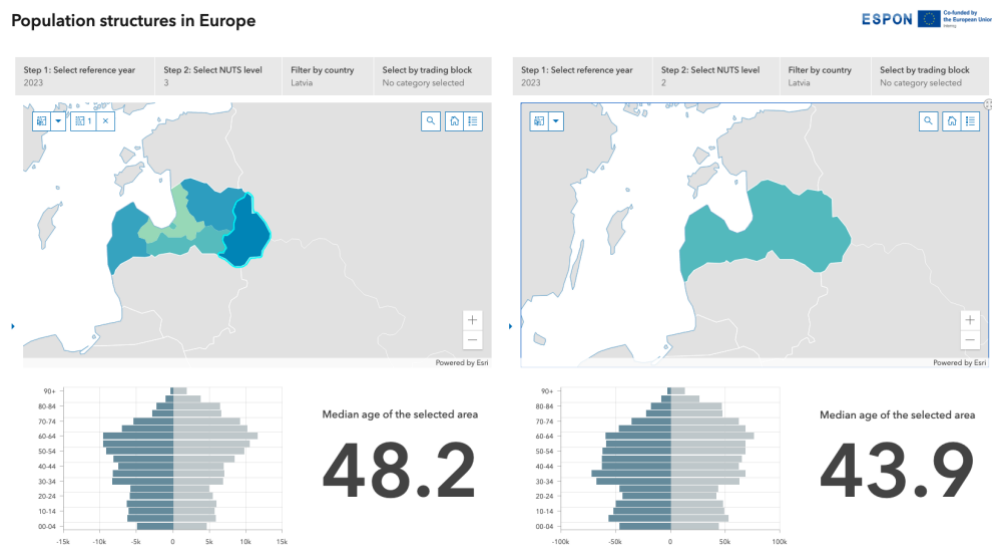 Population structures in Europe
ESPON
Co-funded by
the European Union
Interreg
Step 1: Select reference year
2023
Step 2: Select NUTS level
3
Filter by country
Latvia
Select by trading block
No category selected
1
Powered by Esri
90+
80-84
70-74
60-64
50-54
40-44
30-34
20-24
10-14
00-04
-15k -10k -5k 0 5k 10k 15k
Median age of the selected area
48.2
Step 1: Select reference year
2023
Step 2: Select NUTS level
2
Filter by country
Latvia
Select by trading block
No category selected
Powered by Esri
90+
80-84
70-74
60-64
50-54
40-44
30-34
20-24
10-14
00-04
-100k -50k 0 50k 100k
Median age of the selected area
43.9